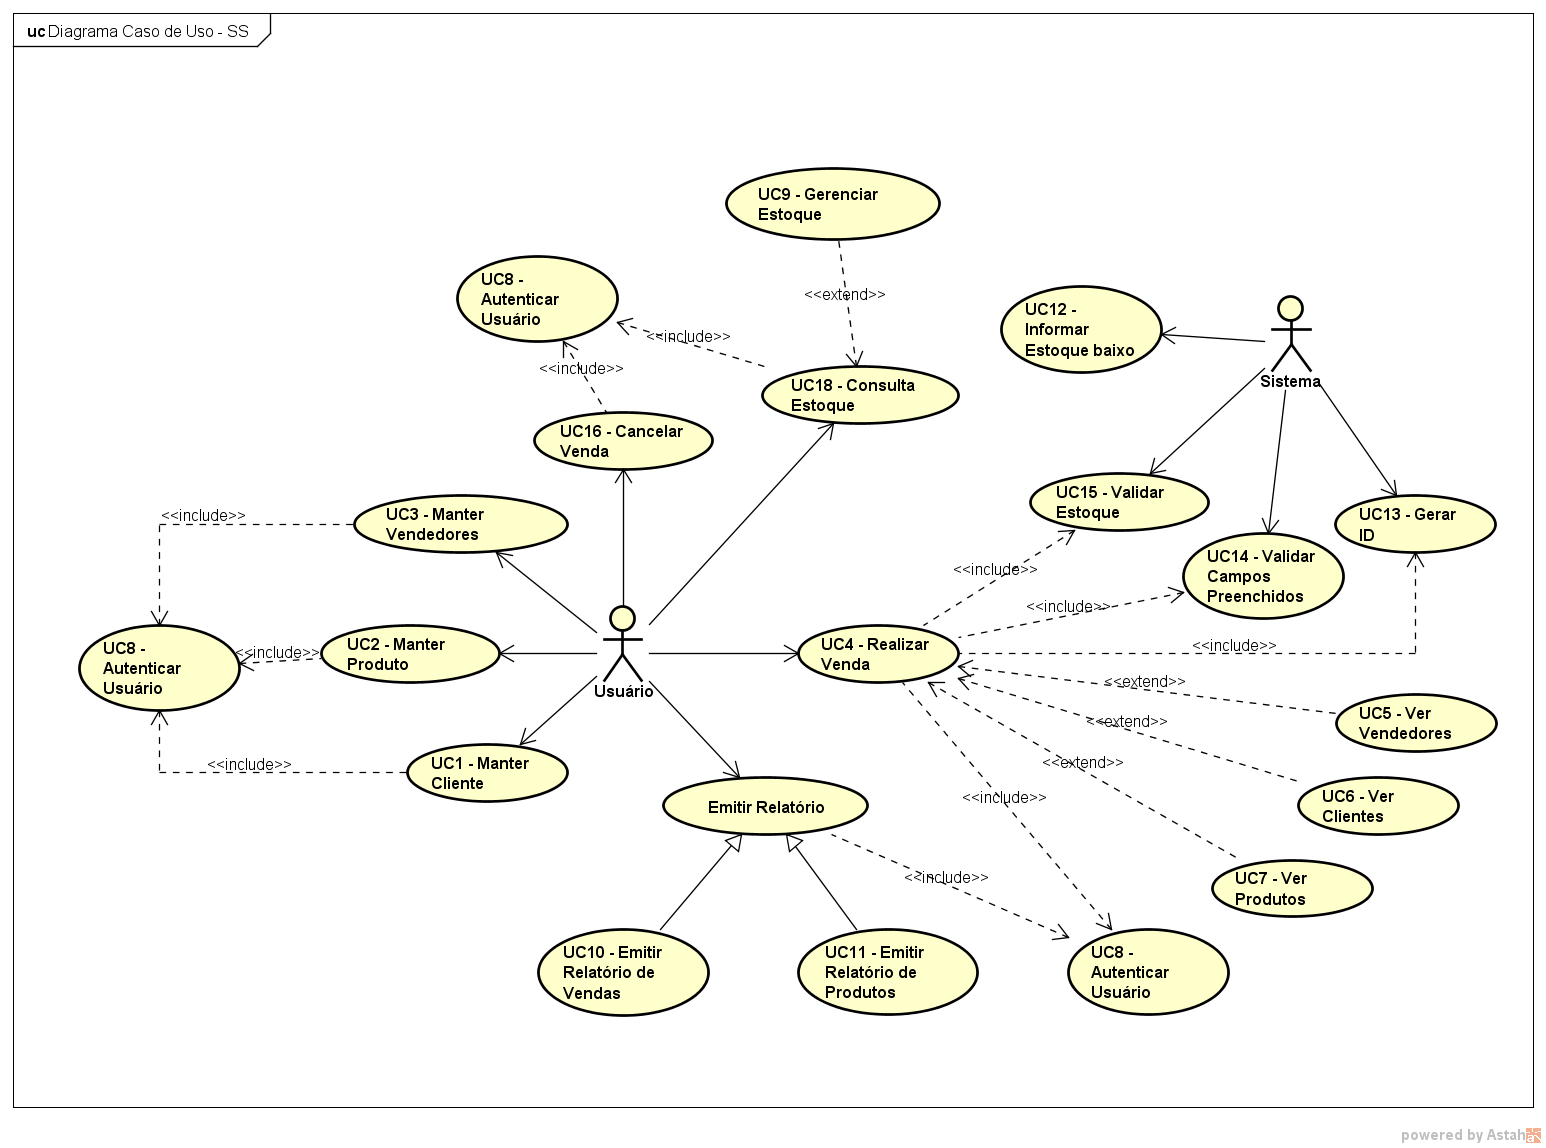 uc Diagrama Caso de Uso - SS
UC9 - Gerenciar
Estoque
UC8 -
Autenticar
Usuário
<<extend>>
UC12 -
Informar
Estoque baixo
<<include>>
<<include>>
Sistema
UC18 - Consulta
Estoque
UC16 - Cancelar
Venda
UC15 - Validar
Estoque
UC3 - Manter
Vendedores
<<include>>
UC13 - Gerar
ID
UC14 - Validar
Campos
Preenchidos
<<include>>
<<include>>
UC8 -
Autenticar
Usuário
<<include>>
UC2 - Manter
Produto
Usuário
UC4 - Realizar
Venda
<<include>>
<<extend>>
UC5 - Ver
Vendedores
<<extend>>
<<include>>
UC1 - Manter
Cliente
<<extend>>
UC6 - Ver
Clientes
<<include>>
Emitir Relatório
<<include>>
UC7 - Ver
Produtos
UC10 - Emitir
Relatório de
Vendas
UC11 - Emitir
Relatório de
Produtos
UC8 -
Autenticar
Usuário
powered by Astah